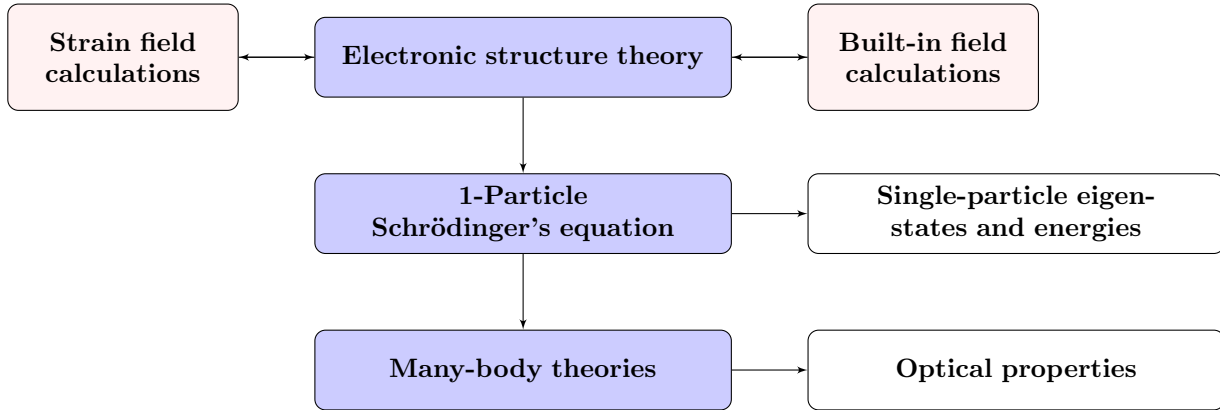 Strain field
calculations
Electronic structure theory
Built-in field
calculations
1-Particle
Schrödinger's equation
Single-particle eigen-
states and energies
Many-body theories
Optical properties